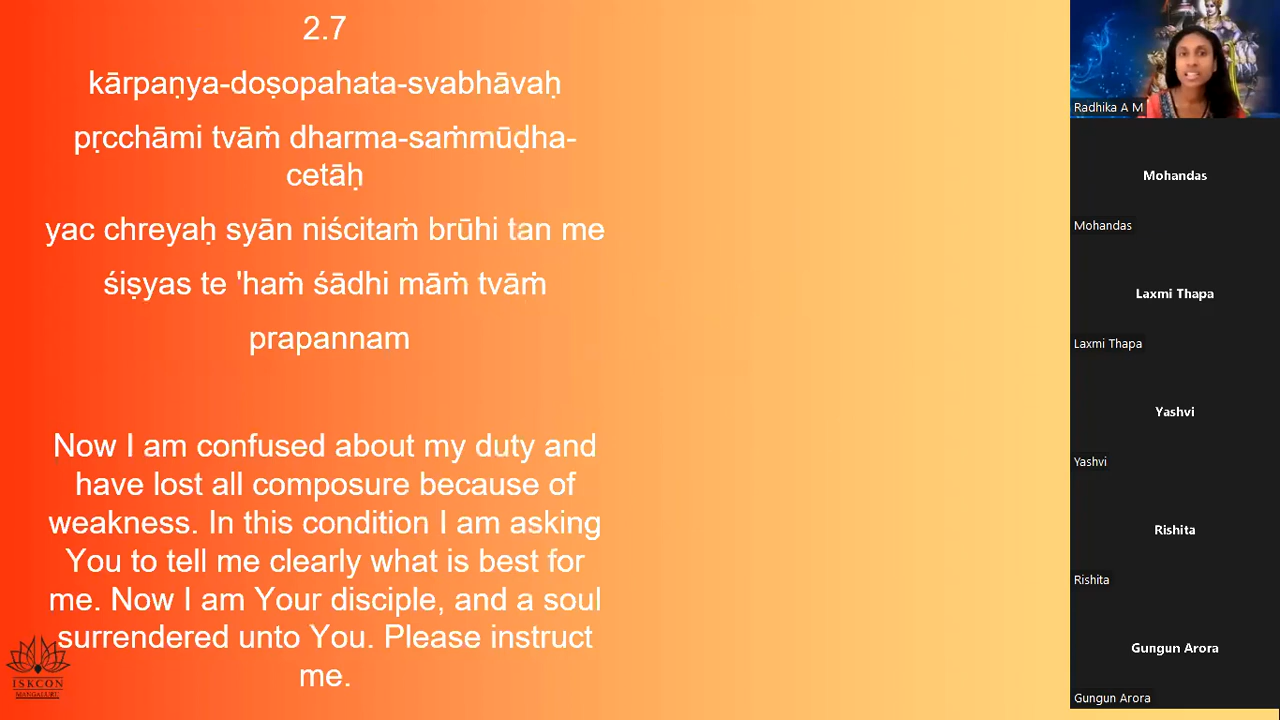 2.7
kārpaṇya-doṣopahata-svabhāvaḥ
pṛcchāmi tvāṁ dharma-saṁmūḍha-
cetāḥ
yac chreyaḥ syān niścitaṁ brūhi tan me
śiṣyas te 'haṁ śādhi māṁ tvāṁ
prapannam
Now I am confused about my duty and
have lost all composure because of
weakness. In this condition I am asking
You to tell me clearly what is best for
me. Now I am Your disciple, and a soul
surrendered unto You. Please instruct
me.
ISKCON
MANGALURU
Radhika A M
Mohandas
Mohandas
Laxmi Thapa
Laxmi Thapa
Yashvi
Yashvi
Rishita
Rishita
Gungun Arora
Gungun Arora